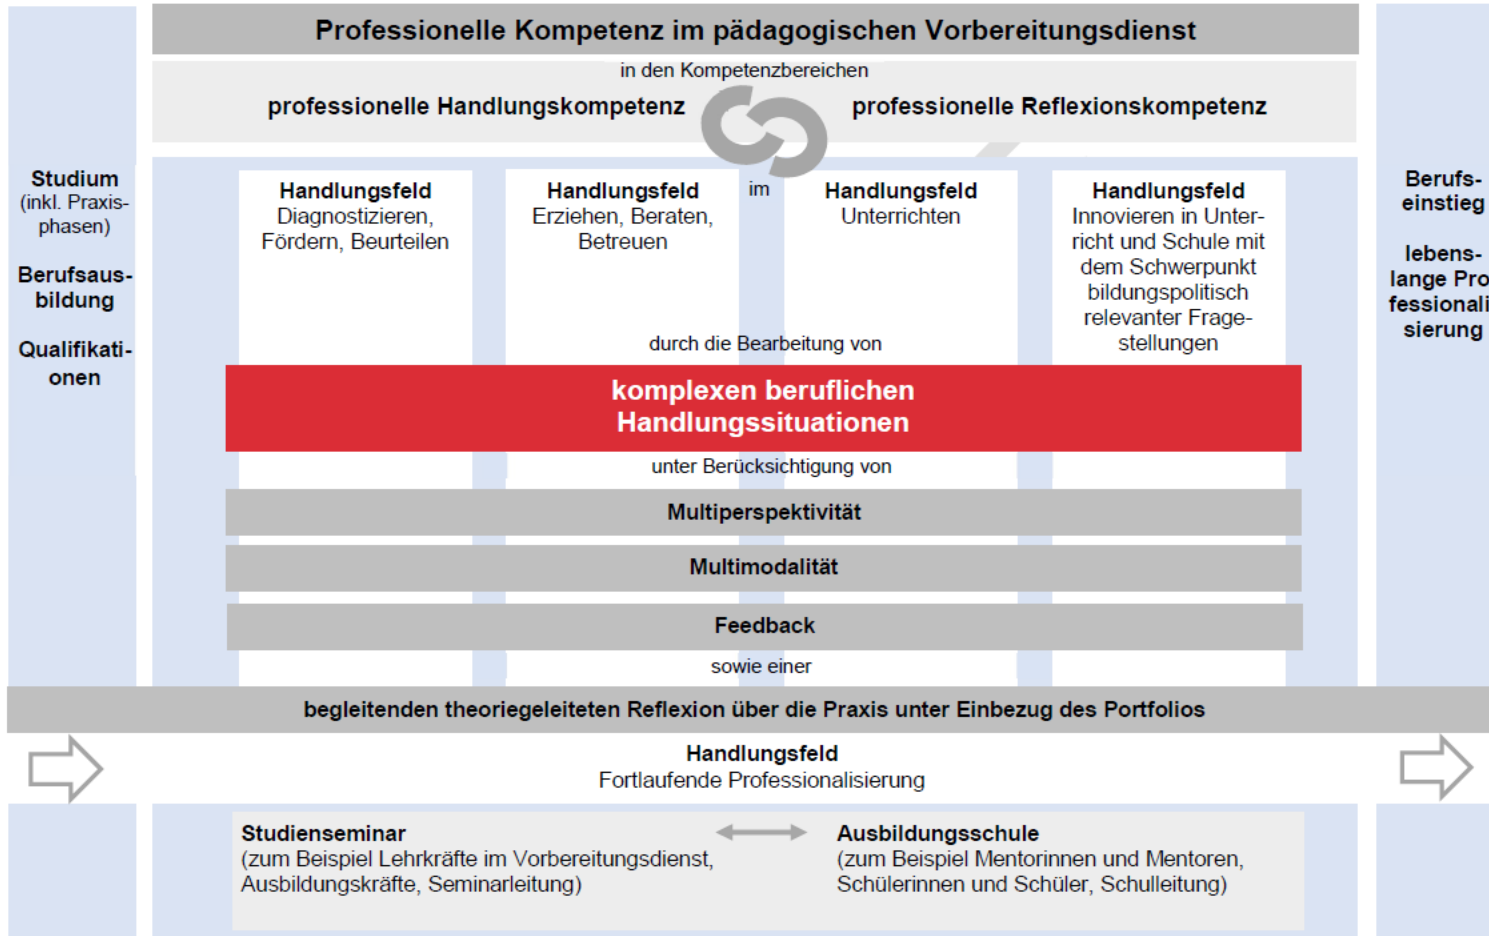 Professionelle Kompetenz im pädagogischen Vorbereitungsdienst
in den Kompetenzbereichen
professionelle Handlungskompetenz
professionelle Reflexionskompetenz
Studium
(inkl. Praxis-
phasen)
Berufsaus-
bildung
Qualifikati-
onen
Handlungsfeld
Diagnostizieren,
Fördern, Beurteilen
Handlungsfeld
Erziehen, Beraten,
Betreuen
im
Handlungsfeld
Unterrichten
Handlungsfeld
Innovieren in Unter-
richt und Schule mit
dem Schwerpunkt
bildungspolitisch
relevanter Frage-
stellungen
Berufs-
einstieg
lebens-
lange Pro
fessionali
sierung
durch die Bearbeitung von
komplexen beruflichen
Handlungssituationen
unter Berücksichtigung von
Multiperspektivität
Multimodalität
Feedback
sowie einer
begleitenden theoriegeleiteten Reflexion über die Praxis unter Einbezug des Portfolios
Handlungsfeld
Fortlaufende Professionalisierung
Studienseminar
(zum Beispiel Lehrkräfte im Vorbereitungsdienst,
Ausbildungskräfte, Seminarleitung)
Ausbildungsschule
(zum Beispiel Mentorinnen und Mentoren,
Schülerinnen und Schüler, Schulleitung)